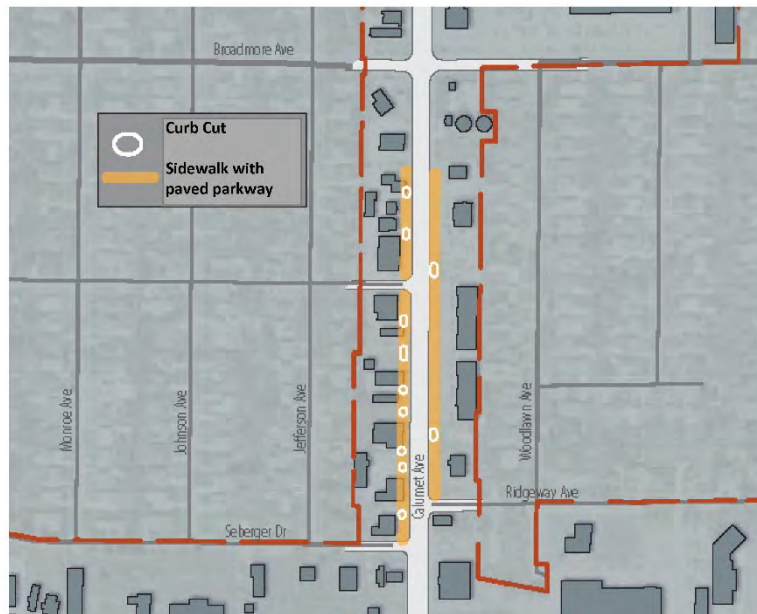 Broadmore Ave
Curb Cut
Sidewalk with
paved parkway
Monroe Ave
Johnson Ave
Jefferson Ave
Calumet Ave
Woodlawn Ave
Ridgeway Ave
Seberger Dr